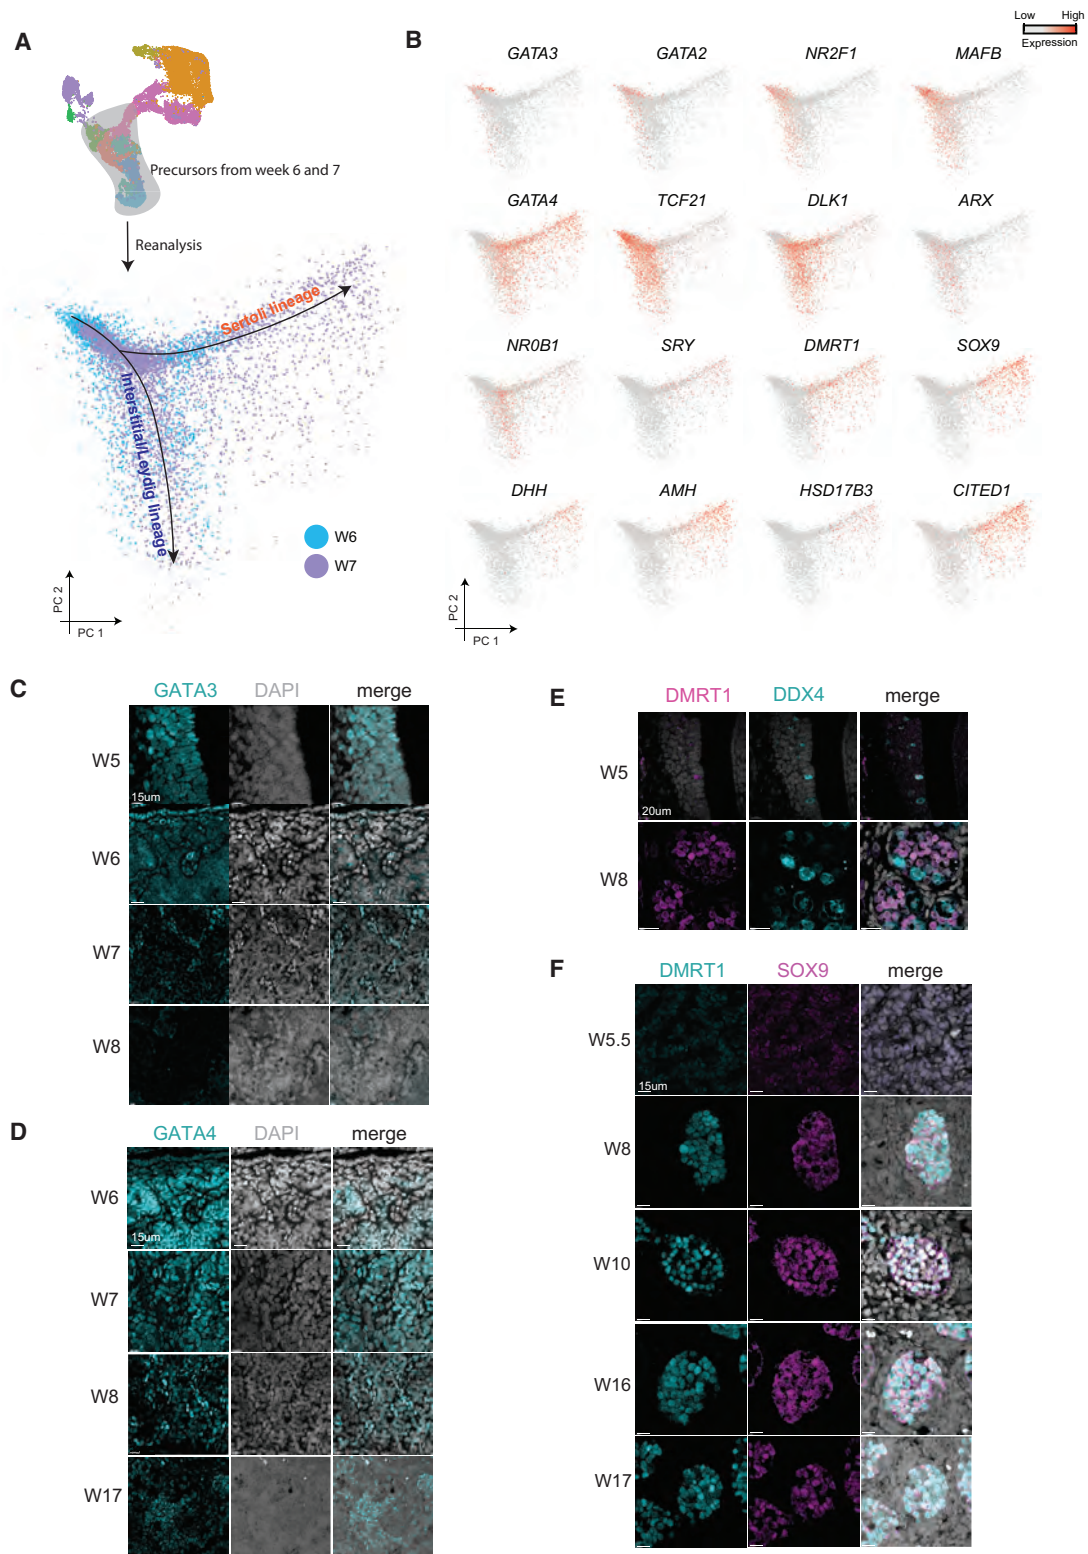 A
Precursors from week 6 and 7
Reanalysis
Sertoli lineage
Interstitial/Leydig lineage
W6
W7
PC 2
PC 1
B
Low High
Expression
GATA3 GATA2 NR2F1 MAFB
GATA4 TCF21 DLK1 ARX
NR0B1 SRY DMRT1 SOX9
DHH AMH HSD17B3 CITED1
PC 2
PC 1
C
GATA3 DAPI merge
W5
15um
W6
W7
W8
D
GATA4 DAPI merge
W6
15um
W7
W8
W17
E
DMRT1 DDX4 merge
W5
20um
W8
F
DMRT1 SOX9 merge
W5.5
15um
W8
W10
W16
W17